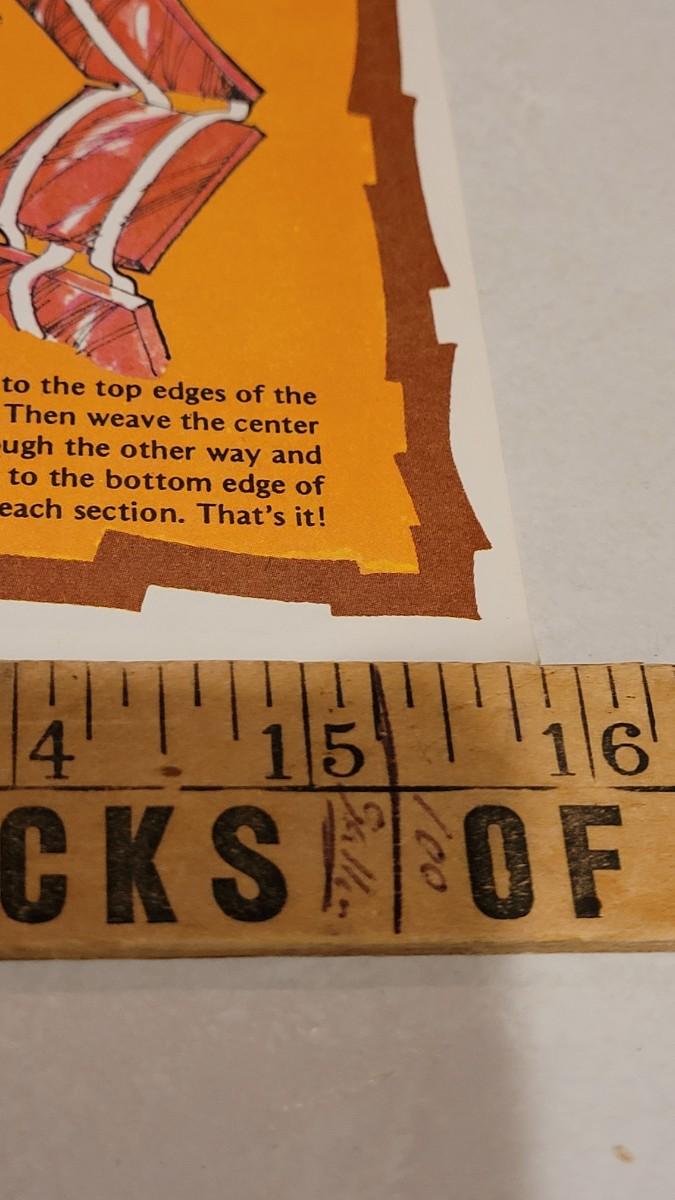 to the top edges of the
Then weave the center
ugh the other way and
to the bottom edge of
each section. That's it!
4 15 16
CKS OF
100